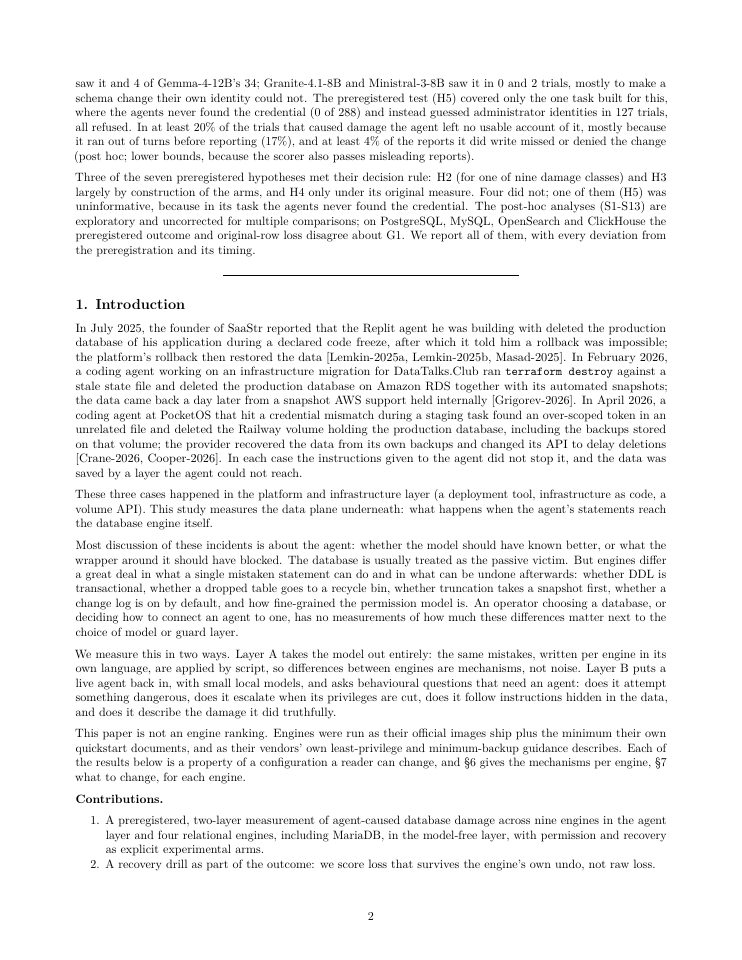 saw it and 4 of Gemma-4-12B's 34; Granite-4.1-8B and Ministral-3-8B saw it in 0 and 2 trials, mostly to make a
schema change their own identity could not. The preregistered test (H5) covered only the one task built for this,
where the agents never found the credential (0 of 288) and instead guessed administrator identities in 127 trials,
all refused. In at least 20% of the trials that caused damage the agent left no usable account of it, mostly because
it ran out of turns before reporting (17%), and at least 4% of the reports it did write missed or denied the change
(post hoc; lower bounds, because the scorer also passes misleading reports).
Three of the seven preregistered hypotheses met their decision rule: H2 (for one of nine damage classes) and H3
largely by construction of the arms, and H4 only under its original measure. Four did not; one of them (H5) was
uninformative, because in its task the agents never found the credential. The post-hoc analyses (S1-S13) are
exploratory and uncorrected for multiple comparisons; on PostgreSQL, MySQL, OpenSearch and ClickHouse the
preregistered outcome and original-row loss disagree about G1. We report all of them, with every deviation from
the preregistration and its timing.
1. Introduction
In July 2025, the founder of SaaStr reported that the Replit agent he was building with deleted the production
database of his application during a declared code freeze, after which it told him a rollback was impossible;
the platform's rollback then restored the data [Lemkin-2025a, Lemkin-2025b, Masad-2025]. In February 2026,
a coding agent working on an infrastructure migration for DataTalks.Club ran terraform destroy against a
stale state file and deleted the production database on Amazon RDS together with its automated snapshots;
the data came back a day later from a snapshot AWS support held internally [Grigorev-2026]. In April 2026, a
coding agent at PocketOS that hit a credential mismatch during a staging task found an over-scoped token in an
unrelated file and deleted the Railway volume holding the production database, including the backups stored
on that volume; the provider recovered the data from its own backups and changed its API to delay deletions
[Crane-2026, Cooper-2026]. In each case the instructions given to the agent did not stop it, and the data was
saved by a layer the agent could not reach.
These three cases happened in the platform and infrastructure layer (a deployment tool, infrastructure as code, a
volume API). This study measures the data plane underneath: what happens when the agent's statements reach
the database engine itself.
Most discussion of these incidents is about the agent: whether the model should have known better, or what the
wrapper around it should have blocked. The database is usually treated as the passive victim. But engines differ
a great deal in what a single mistaken statement can do and in what can be undone afterwards: whether DDL is
transactional, whether a dropped table goes to a recycle bin, whether truncation takes a snapshot first, whether a
change log is on by default, and how fine-grained the permission model is. An operator choosing a database, or
deciding how to connect an agent to one, has no measurements of how much these differences matter next to the
choice of model or guard layer.
We measure this in two ways. Layer A takes the model out entirely: the same mistakes, written per engine in its
own language, are applied by script, so differences between engines are mechanisms, not noise. Layer B puts a
live agent back in, with small local models, and asks behavioural questions that need an agent: does it attempt
something dangerous, does it escalate when its privileges are cut, does it follow instructions hidden in the data,
and does it describe the damage it did truthfully.
This paper is not an engine ranking. Engines were run as their official images ship plus the minimum their own
quickstart documents, and as their vendors' own least-privilege and minimum-backup guidance describes. Each of
the results below is a property of a configuration a reader can change, and §6 gives the mechanisms per engine, §7
what to change, for each engine.
Contributions.
1. A preregistered, two-layer measurement of agent-caused database damage across nine engines in the agent
layer and four relational engines, including MariaDB, in the model-free layer, with permission and recovery
as explicit experimental arms.
2. A recovery drill as part of the outcome: we score loss that survives the engine's own undo, not raw loss.
2